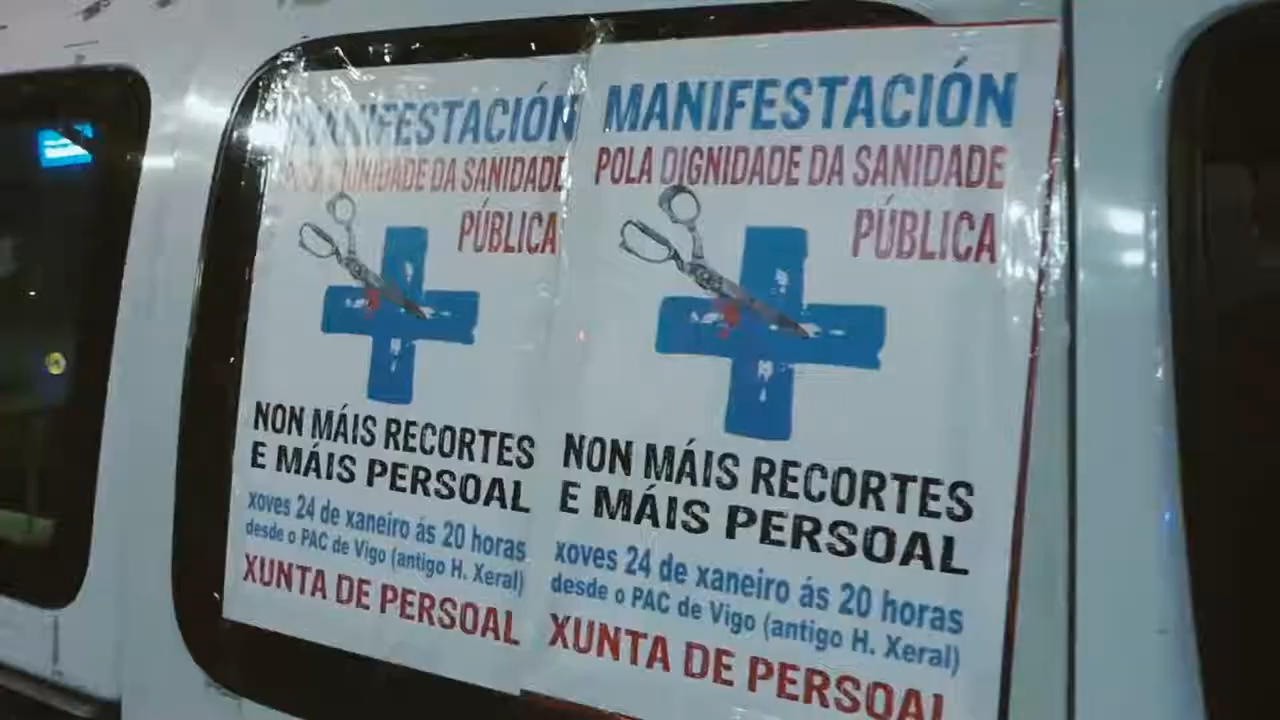 MANIFESTACIÓN
POLA DIGNIDADE DA SANIDADE
PÚBLICA
NON MÁIS RECORTES
E MÁIS PERSOAL
xoves 24 de xaneiro ás 20 horas
desde o PAC de Vigo (antigo H. Xeral)
XUNTA DE PERSOAL
MANIFESTACIÓN
POLA DIGNIDADE DA SANIDADE
PÚBLICA
NON MÁIS RECORTES
E MÁIS PERSOAL
xoves 24 de xaneiro ás 20 horas
desde o PAC de Vigo (antigo H. Xeral)
XUNTA DE PERSOAL